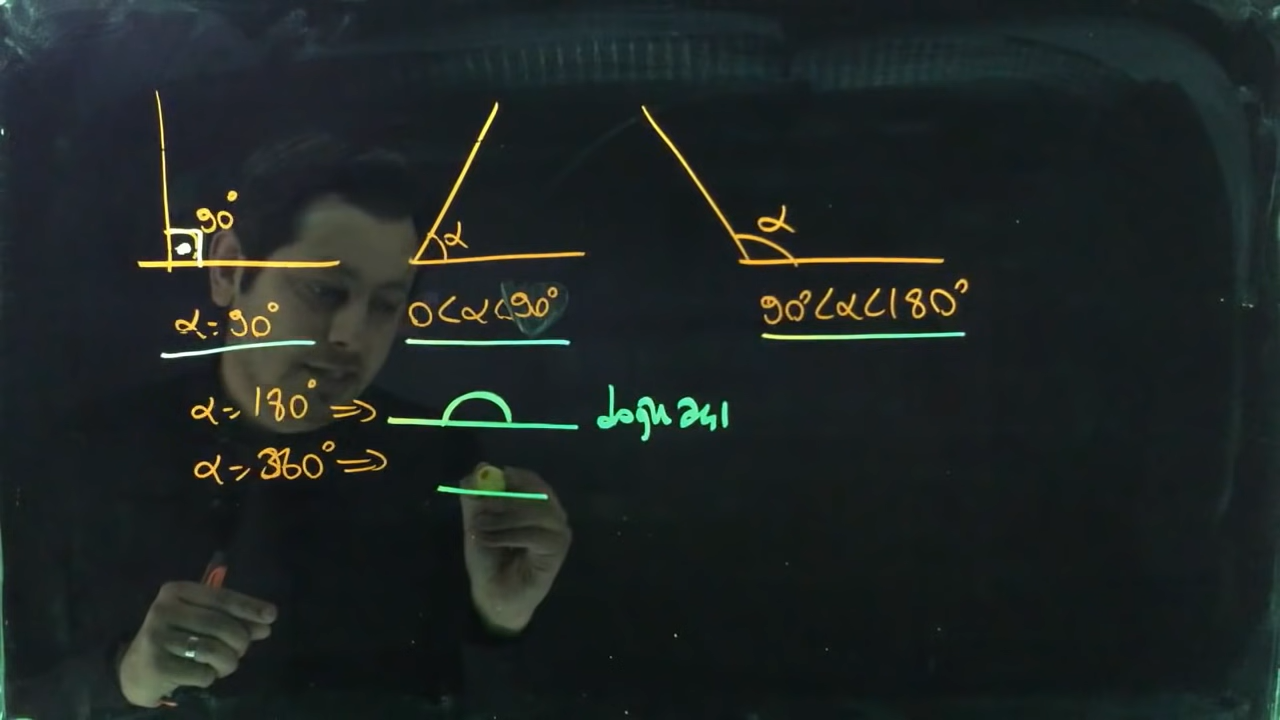 90°
α
α
α = 90°
0 < α < 90°
90° < α < 180°
α = 180° ⇒ doğru açı
α = 360° ⇒